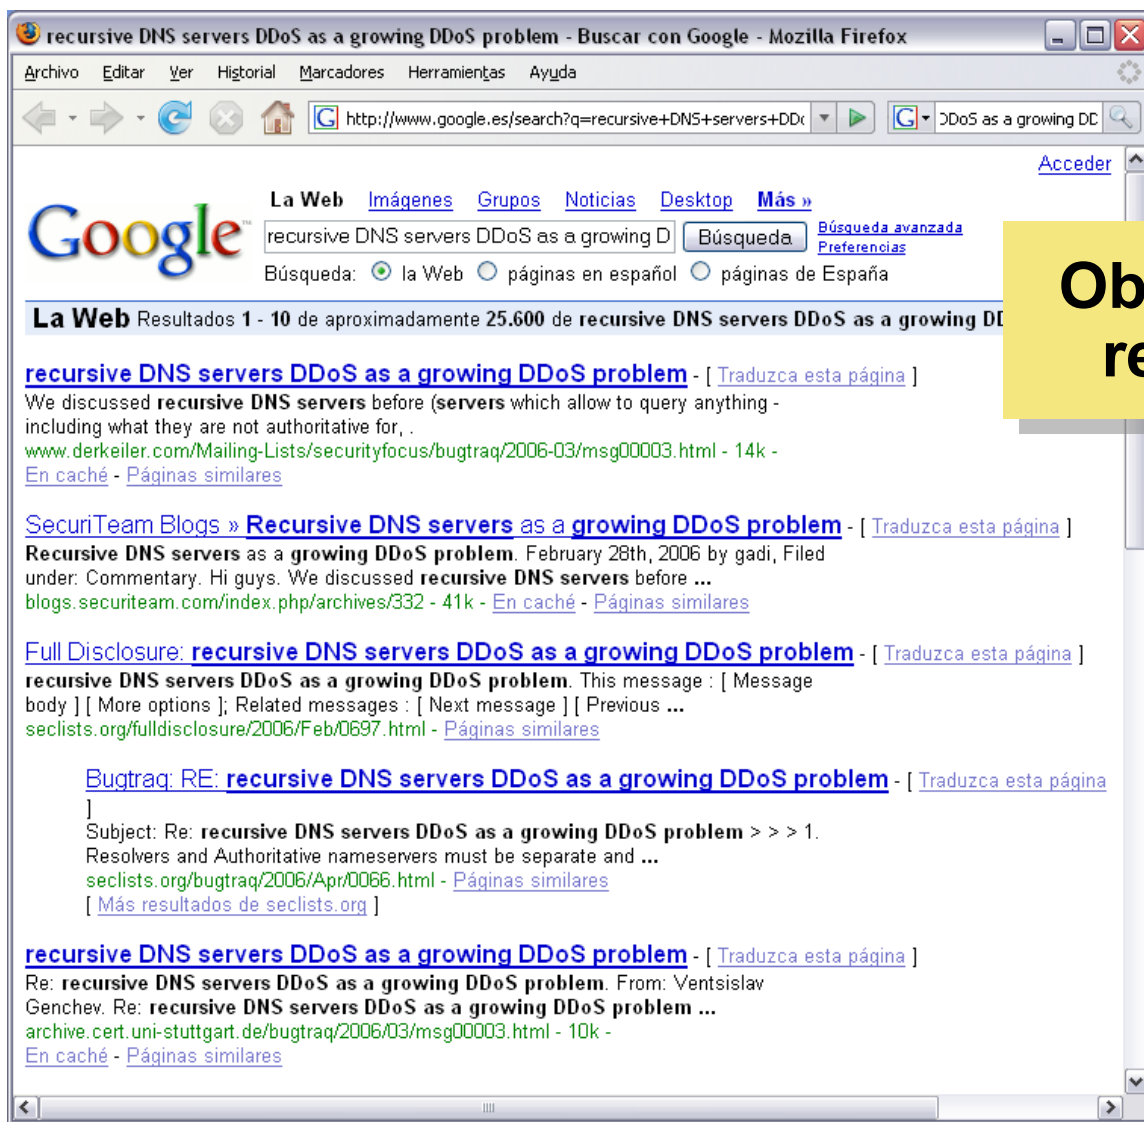 recursive DNS servers DDoS as a growing DDoS problem - Buscar con Google - Mozilla Firefox
Archivo Editar Ver Historial Marcadores Herramientas Ayuda
G http://www.google.es/search?q=recursive+DNS+servers+DD G DoS as a growing DD
Acceder
Google™
La Web Imágenes Grupos Noticias Desktop Más »
recursive DNS servers DDoS as a growing D Búsqueda Búsqueda avanzada
Preferencias
Búsqueda: la Web páginas en español páginas de España
Ob
re
La Web Resultados 1 - 10 de aproximadamente 25.600 de recursive DNS servers DDoS as a growing DD
recursive DNS servers DDoS as a growing DDoS problem - [ Traduzca esta página ]
We discussed recursive DNS servers before (servers which allow to query anything -
including what they are not authoritative for, .
www.derkeiler.com/Mailing-Lists/securityfocus/bugtraq/2006-03/msg00003.html - 14k -
En caché - Páginas similares
SecuriTeam Blogs » Recursive DNS servers as a growing DDoS problem - [ Traduzca esta página ]
Recursive DNS servers as a growing DDoS problem. February 28th, 2006 by gadi, Filed
under: Commentary. Hi guys. We discussed recursive DNS servers before ...
blogs.securiteam.com/index.php/archives/332 - 41k - En caché - Páginas similares
Full Disclosure: recursive DNS servers DDoS as a growing DDoS problem - [ Traduzca esta página ]
recursive DNS servers DDoS as a growing DDoS problem. This message : [ Message
body ] [ More options ]; Related messages : [ Next message ] [ Previous ...
seclists.org/fulldisclosure/2006/Feb/0697.html - Páginas similares
Bugtraq: RE: recursive DNS servers DDoS as a growing DDoS problem - [ Traduzca esta página
]
Subject: Re: recursive DNS servers DDoS as a growing DDoS problem > > > 1.
Resolvers and Authoritative nameservers must be separate and ...
seclists.org/bugtraq/2006/Apr/0066.html - Páginas similares
[ Más resultados de seclists.org ]
recursive DNS servers DDoS as a growing DDoS problem - [ Traduzca esta página ]
Re: recursive DNS servers DDoS as a growing DDoS problem. From: Ventsislav
Genchev. Re: recursive DNS servers DDoS as a growing DDoS problem ...
archive.cert.uni-stuttgart.de/bugtraq/2006/03/msg00003.html - 10k -
En caché - Páginas similares